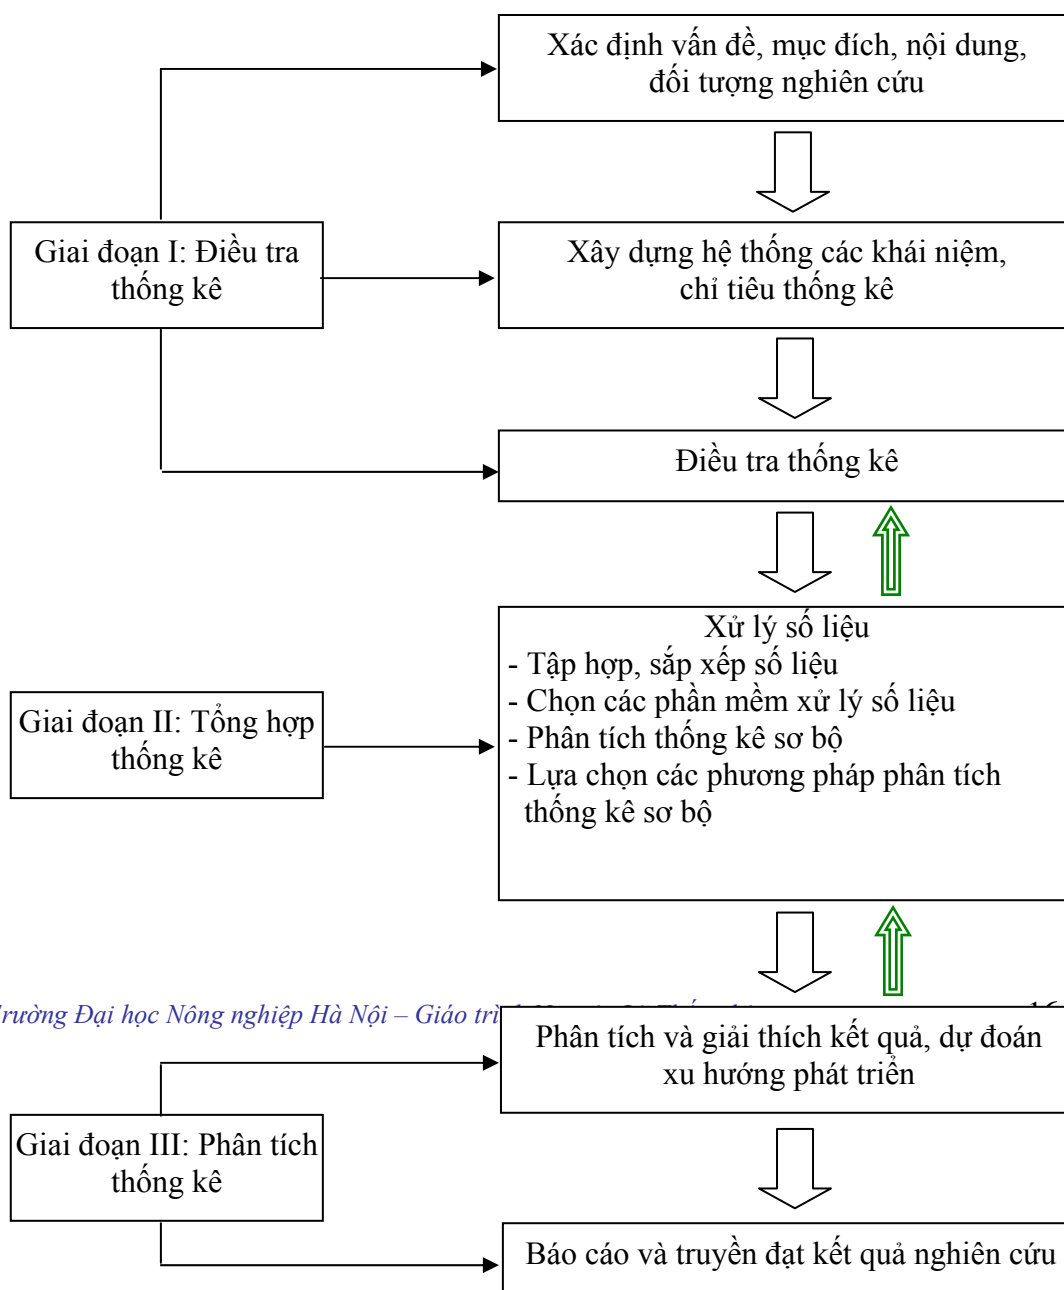 Xác định vấn đề, mục đích, nội dung,
đối tượng nghiên cứu
Giai đoạn I: Điều tra
thống kê
Xây dựng hệ thống các khái niệm,
chỉ tiêu thống kê
Điều tra thống kê
Xử lý số liệu
- Tập hợp, sắp xếp số liệu
- Chọn các phần mềm xử lý số liệu
- Phân tích thống kê sơ bộ
- Lựa chọn các phương pháp phân tích
thống kê sơ bộ
Giai đoạn II: Tổng hợp
thống kê
Trường Đại học Nông nghiệp Hà Nội – Giáo
Phân tích và giải thích kết quả, dự đoán
xu hướng phát triển
Giai đoạn III: Phân tích
thống kê
Báo cáo và truyền đạt kết quả nghiên cứu